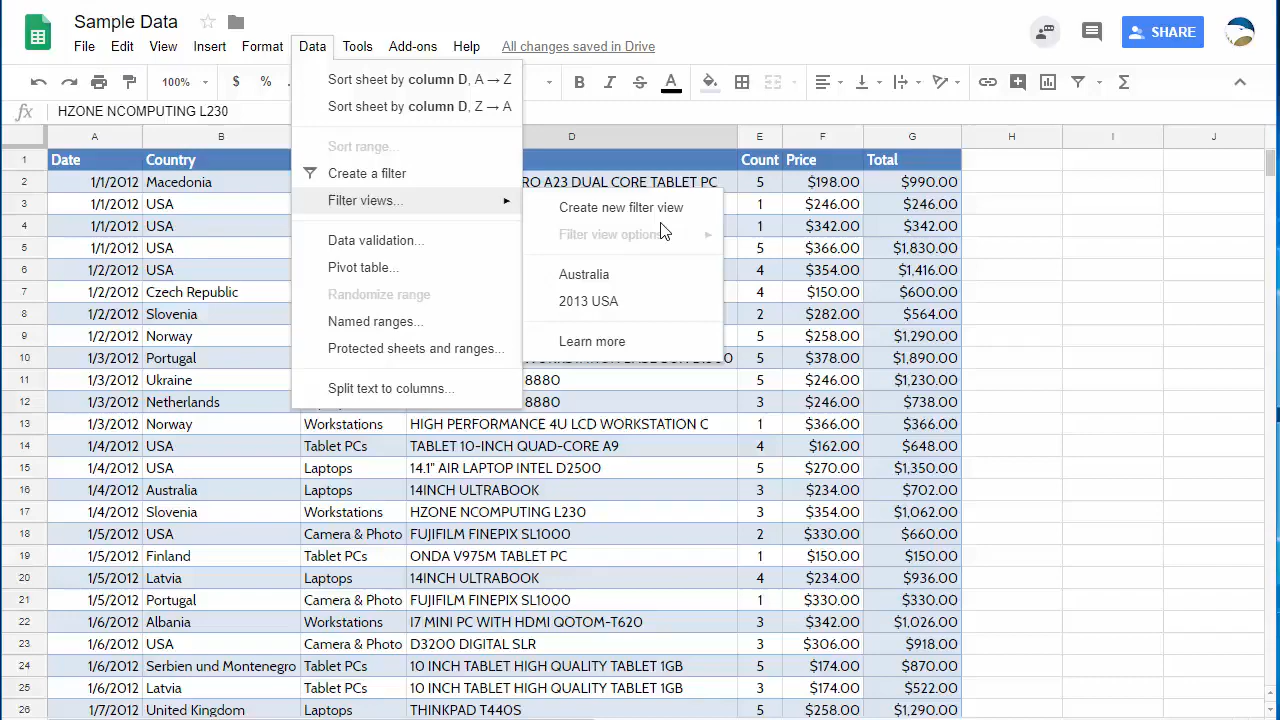 Sample Data
File Edit View Insert Format Data Tools Add-ons Help All changes saved in Drive
SHARE
100% $ %
B I S A
fx HZONE NCOMPUTING L230
Sort sheet by column D, A → Z
Sort sheet by column D, Z → A
Sort range...
Create a filter
Filter views...
Data validation...
Pivot table...
Randomize range
Named ranges...
Protected sheets and ranges...
Split text to columns...
Create new filter view
Filter view option
Australia
2013 USA
Learn more
A B D E F G H I J
1 Date Country Count Price Total
2 1/1/2012 Macedonia RO A23 DUAL CORE TABLET PC 5 $198.00 $990.00
3 1/1/2012 USA 1 $246.00 $246.00
4 1/1/2012 USA 1 $342.00 $342.00
5 1/1/2012 USA 5 $366.00 $1,830.00
6 1/2/2012 USA 4 $354.00 $1,416.00
7 1/2/2012 Czech Republic 4 $150.00 $600.00
8 1/2/2012 Slovenia 2 $282.00 $564.00
9 1/2/2012 Norway 5 $258.00 $1,290.00
10 1/3/2012 Portugal 5 $378.00 $1,890.00
11 1/3/2012 Ukraine 8880 5 $246.00 $1,230.00
12 1/3/2012 Netherlands 8880 3 $246.00 $738.00
13 1/3/2012 Norway Workstations HIGH PERFORMANCE 4U LCD WORKSTATION C 1 $366.00 $366.00
14 1/4/2012 USA Tablet PCs TABLET 10-INCH QUAD-CORE A9 4 $162.00 $648.00
15 1/4/2012 USA Laptops 14.1" AIR LAPTOP INTEL D2500 5 $270.00 $1,350.00
16 1/4/2012 Australia Laptops 14INCH ULTRABOOK 3 $234.00 $702.00
17 1/4/2012 Slovenia Workstations HZONE NCOMPUTING L230 3 $354.00 $1,062.00
18 1/5/2012 USA Camera & Photo FUJIFILM FINEPIX SL1000 2 $330.00 $660.00
19 1/5/2012 Finland Tablet PCs ONDA V975M TABLET PC 1 $150.00 $150.00
20 1/5/2012 Latvia Laptops 14INCH ULTRABOOK 4 $234.00 $936.00
21 1/5/2012 Portugal Camera & Photo FUJIFILM FINEPIX SL1000 1 $330.00 $330.00
22 1/6/2012 Albania Workstations I7 MINI PC WITH HDMI QOTOM-T620 3 $342.00 $1,026.00
23 1/6/2012 USA Camera & Photo D3200 DIGITAL SLR 3 $306.00 $918.00
24 1/6/2012 Serbien und Montenegro Tablet PCs 10 INCH TABLET HIGH QUALITY TABLET 1GB 5 $174.00 $870.00
25 1/6/2012 Latvia Tablet PCs 10 INCH TABLET HIGH QUALITY TABLET 1GB 3 $174.00 $522.00
26 1/7/2012 United Kingdom Laptops THINKPAD T440S 5 $258.00 $1,290.00